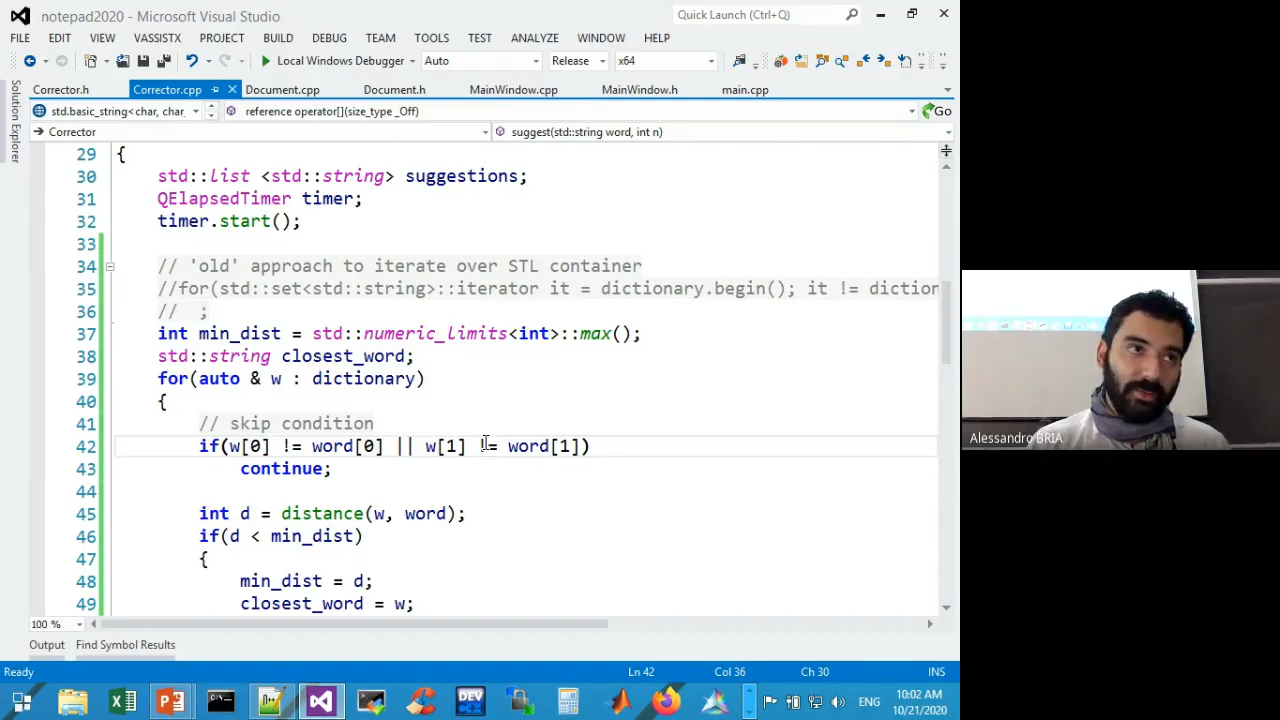 notepad2020 - Microsoft Visual Studio
Quick Launch (Ctrl+Q)
FILE EDIT VIEW VASSISTX PROJECT BUILD DEBUG TEAM TOOLS TEST ANALYZE WINDOW HELP
Local Windows Debugger Auto Release x64
Corrector.h Corrector.cpp Document.cpp Document.h MainWindow.cpp MainWindow.h main.cpp
std.basic_string<char, char, reference operator[](size_type _Off) Go
Corrector suggest(std::string word, int n)
Solution Explorer
29 {
30 std::list <std::string> suggestions;
31 QElapsedTimer timer;
32 timer.start();
33
34 // 'old' approach to iterate over STL container
35 //for(std::set<std::string>::iterator it = dictionary.begin(); it != diction
36 // ;
37 int min_dist = std::numeric_limits<int>::max();
38 std::string closest_word;
39 for(auto & w : dictionary)
40 {
41 // skip condition
42 if(w[0] != word[0] || w[1] != word[1])
43 continue;
44
45 int d = distance(w, word);
46 if(d < min_dist)
47 {
48 min_dist = d;
49 closest_word = w;
100 %
Output Find Symbol Results
Ready Ln 42 Col 36 Ch 30 INS
DEV
ENG
10:02 AM
10/21/2020
Alessandro BRIA